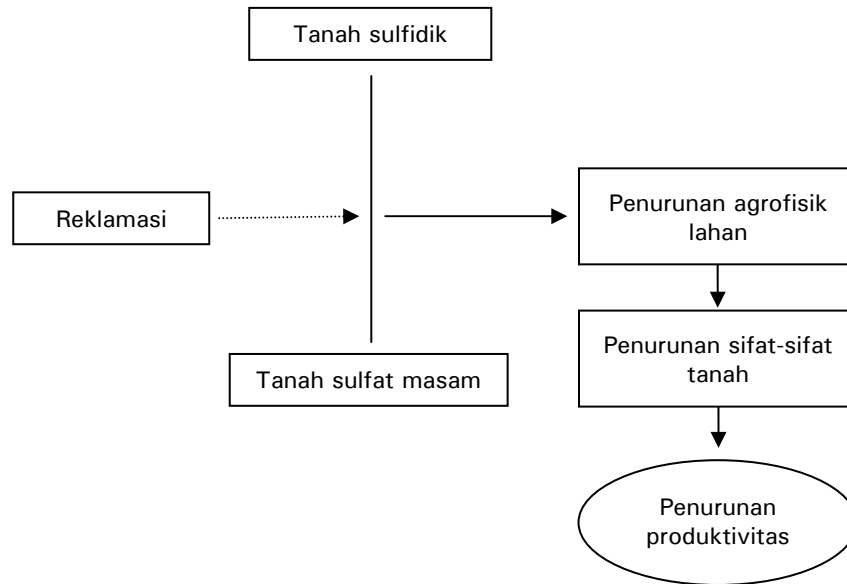 Tanah sulfidik
Reklamasi
Penurunan agrofisik
lahan
Tanah sulfat masam
Penurunan sifat-sifat
tanah
Penurunan
produktivitas